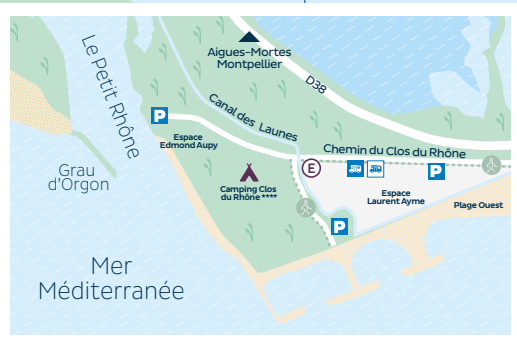 Aigues-Mortes
Montpellier
D38
Le Petit Rhône
Canal des Launes
P
Espace
Edmond Aupy
Chemin du Clos du Rhône
E
P
Grau
d'Orgon
Camping Clos
du Rhône ****
Espace
Laurent Ayme
Plage Ouest
P
Mer
Méditerranée